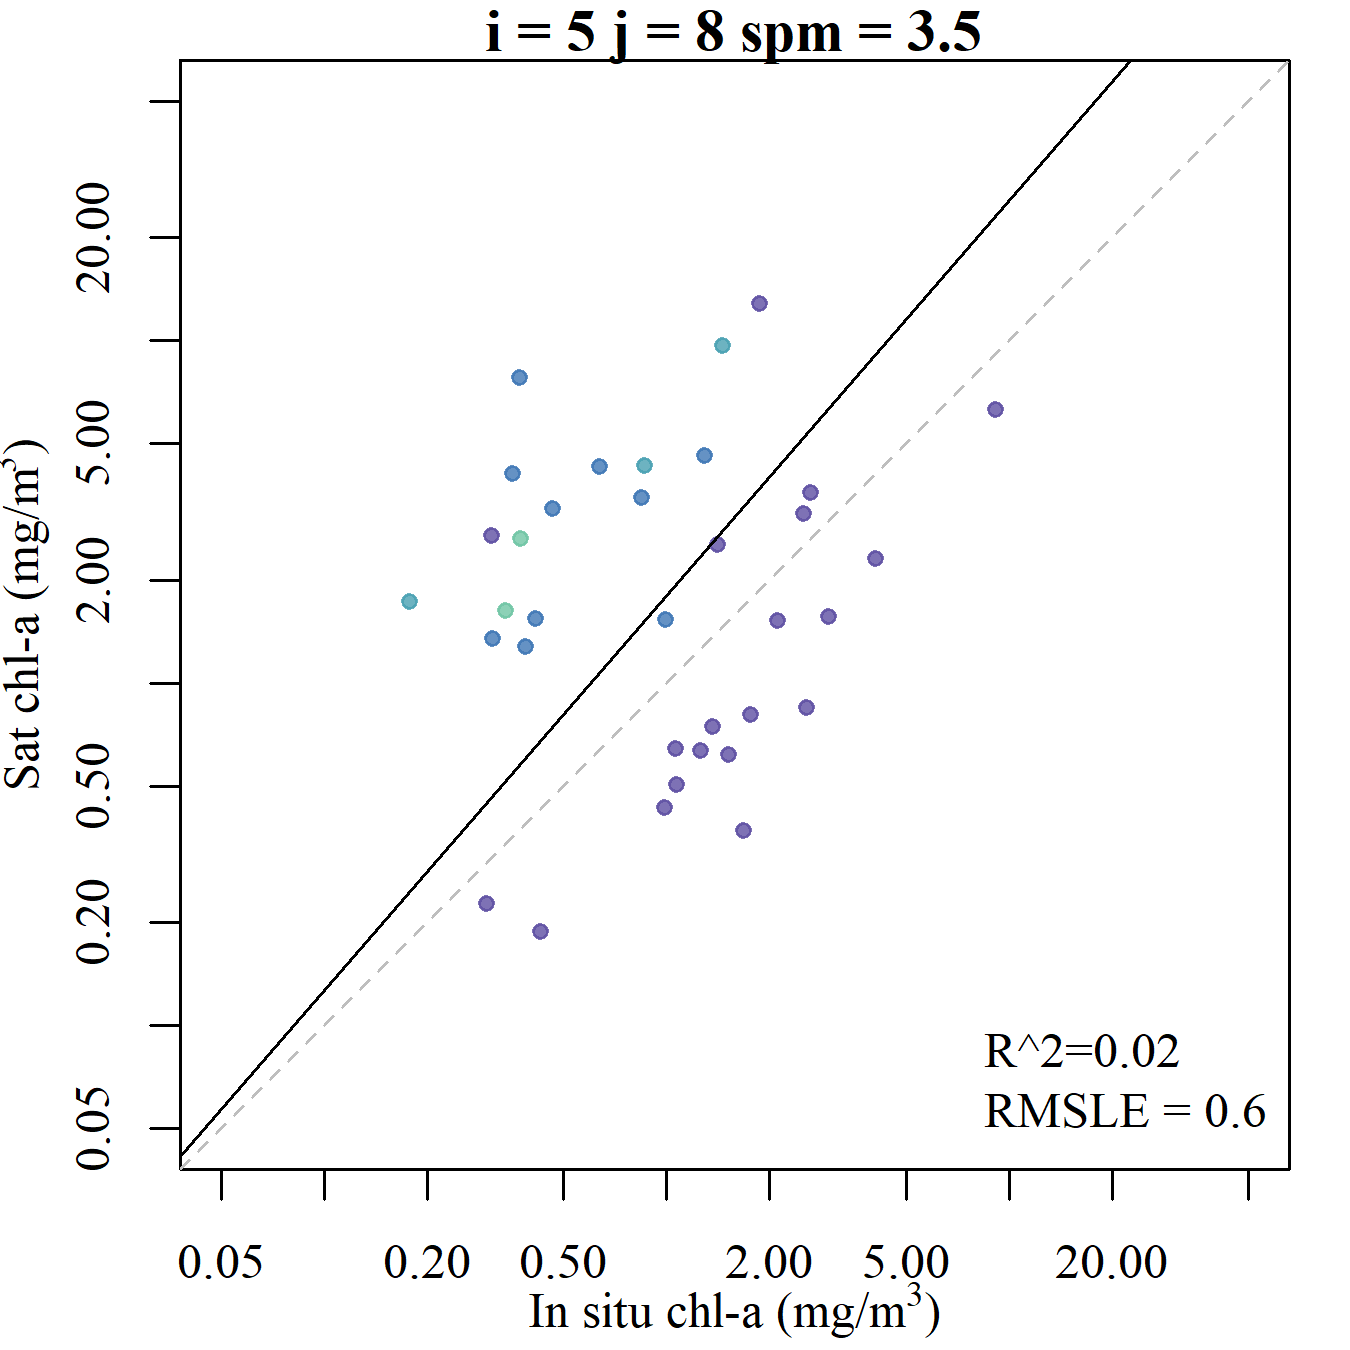 i = 5 j = 8 spm = 3.5
Sat chl-a (mg/m³)
20.00
5.00
2.00
0.50
0.20
0.05
R^2=0.02
RMSLE = 0.6
0.05 0.20 0.50 2.00 5.00 20.00
In situ chl-a (mg/m³)